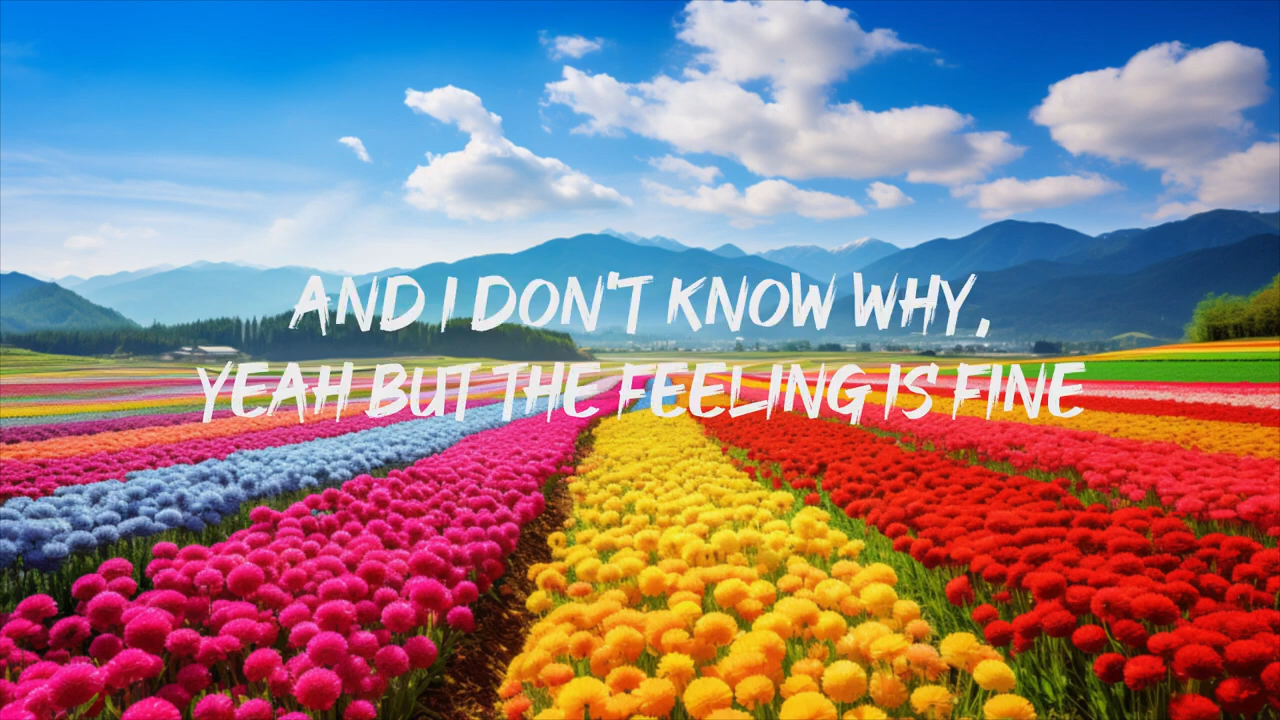 AND I DON'T KNOW WHY,
YEAH BUT THE FEELING IS FINE